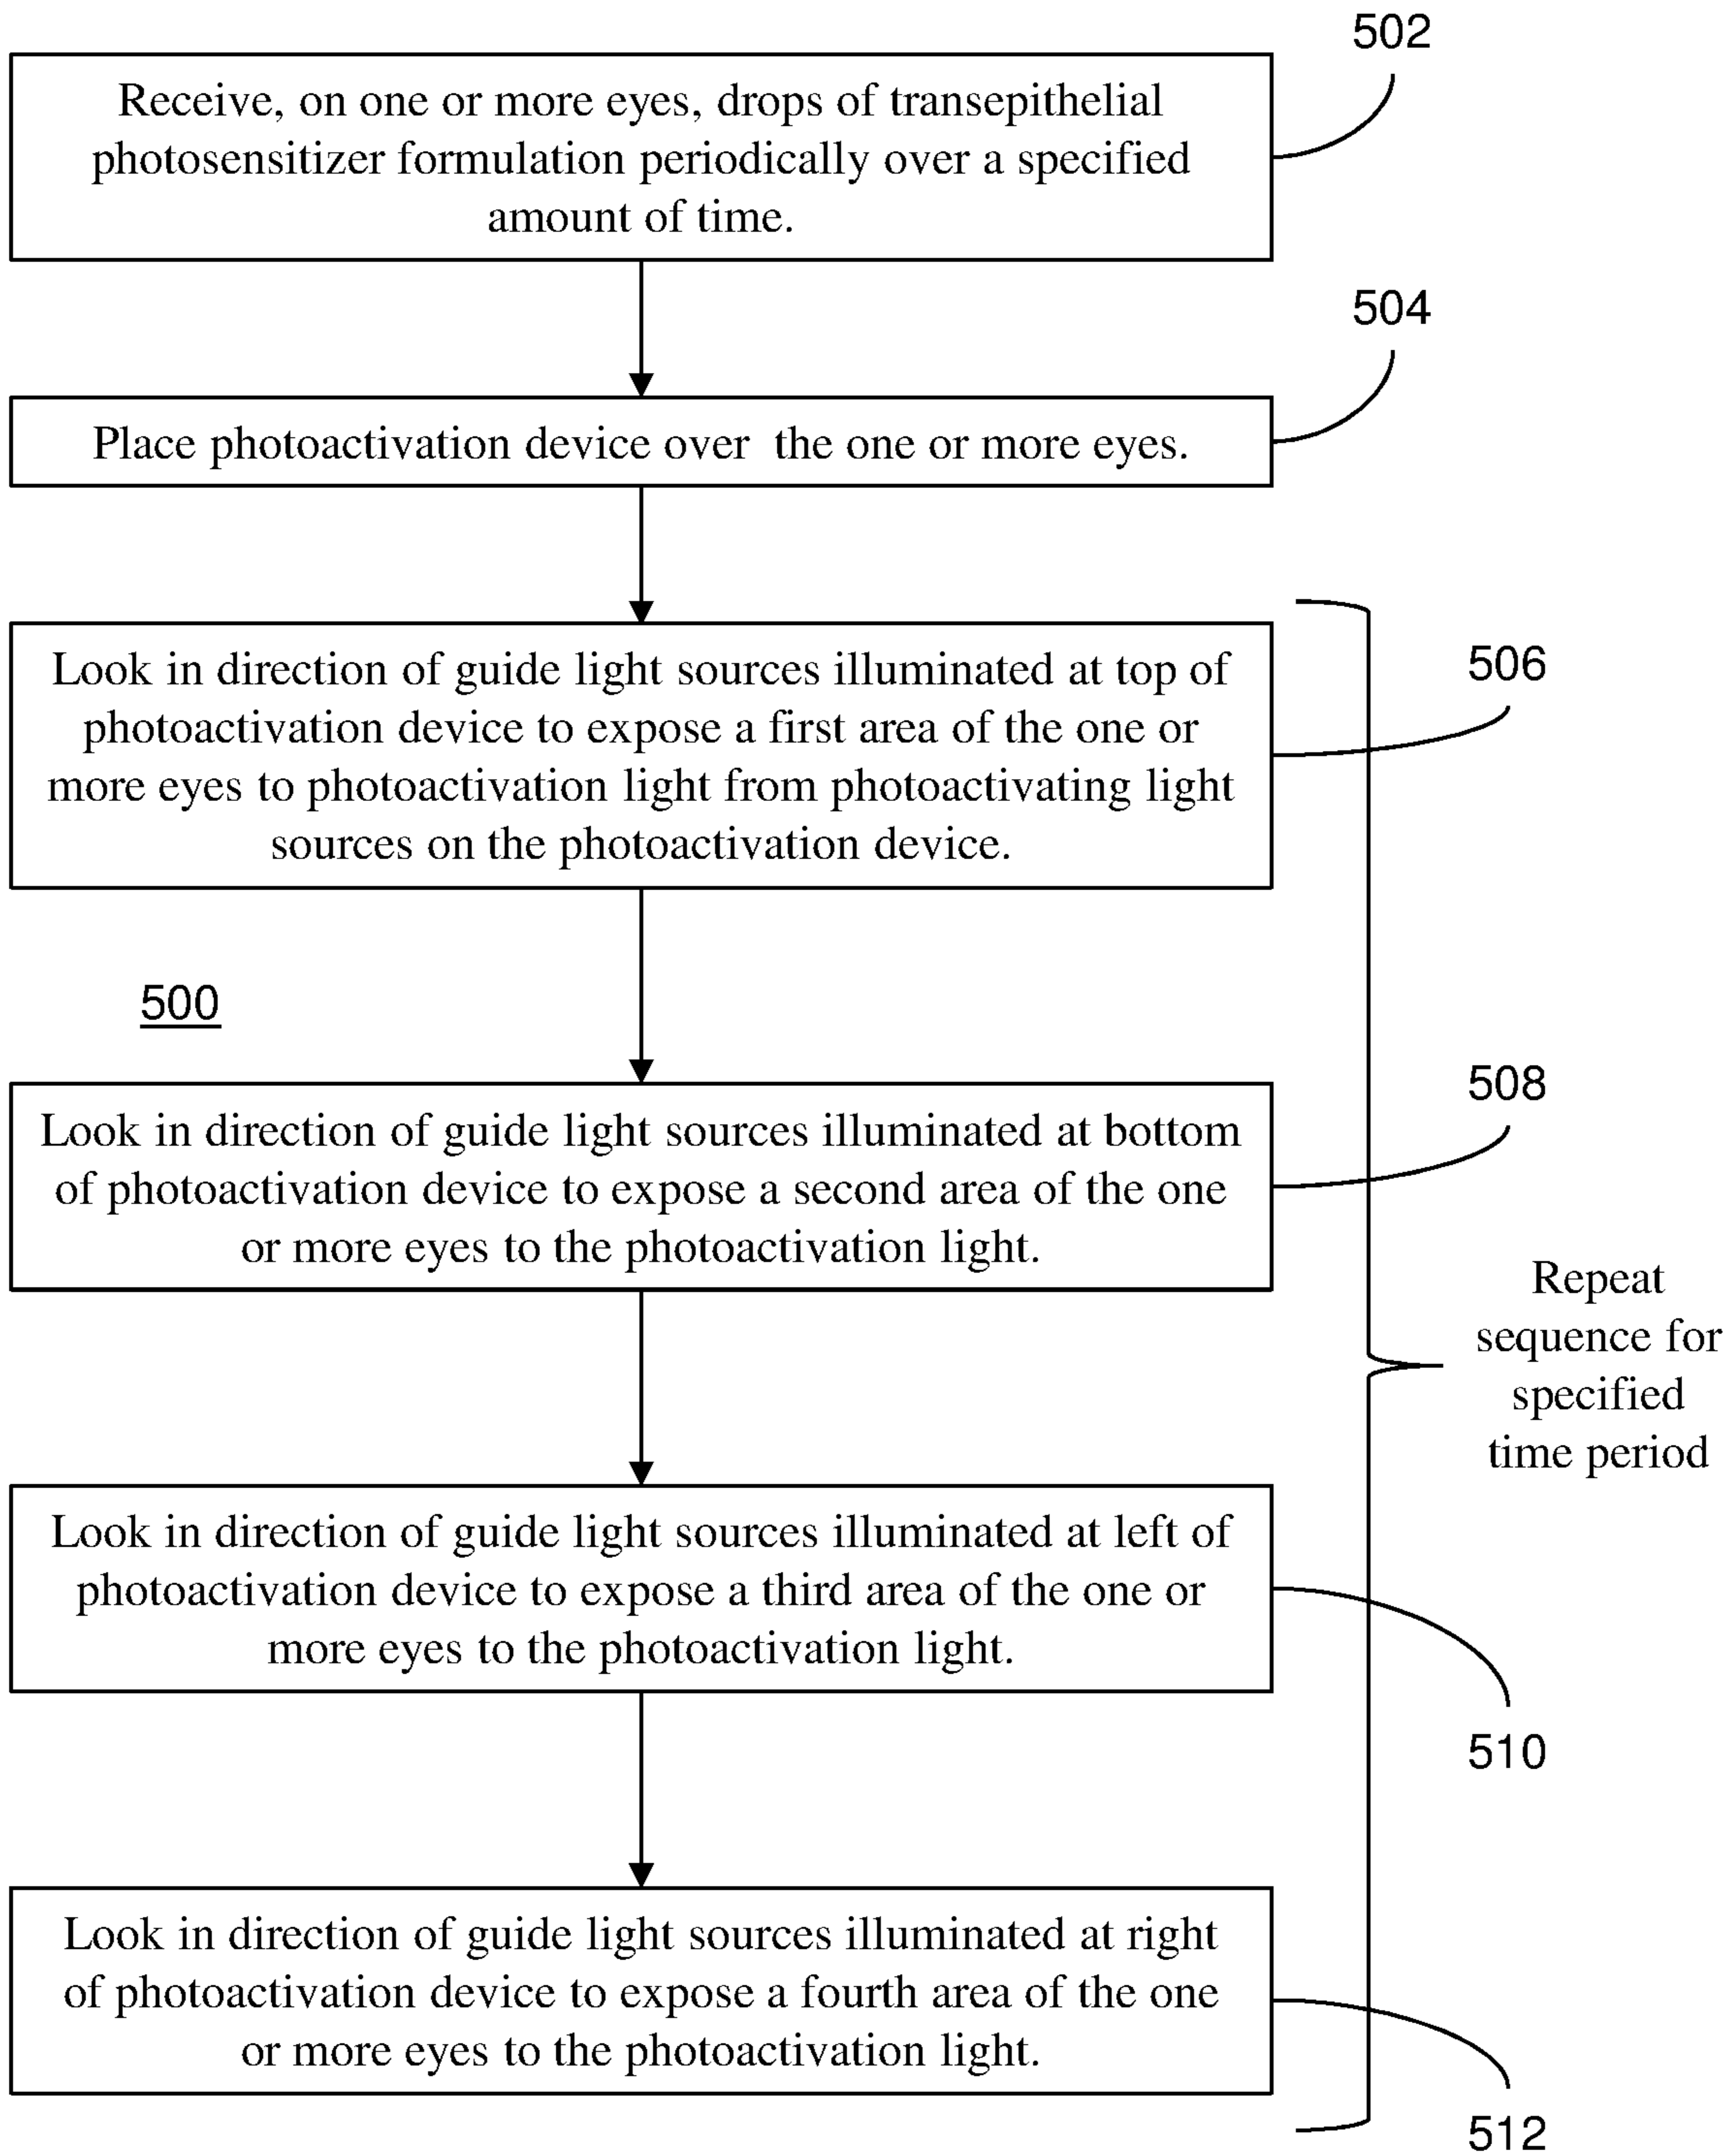 502
Receive, on one or more eyes, drops of transepithelial
photosensitizer formulation periodically over a specified
amount of time.
504
Place photoactivation device over the one or more eyes.
506
Look in direction of guide light sources illuminated at top of
photoactivation device to expose a first area of the one or
more eyes to photoactivation light from photoactivating light
sources on the photoactivation device.
500
508
Look in direction of guide light sources illuminated at bottom
of photoactivation device to expose a second area of the one
or more eyes to the photoactivation light.
Repeat
sequence for
specified
time period
Look in direction of guide light sources illuminated at left of
photoactivation device to expose a third area of the one or
more eyes to the photoactivation light.
510
Look in direction of guide light sources illuminated at right
of photoactivation device to expose a fourth area of the one
or more eyes to the photoactivation light.
512